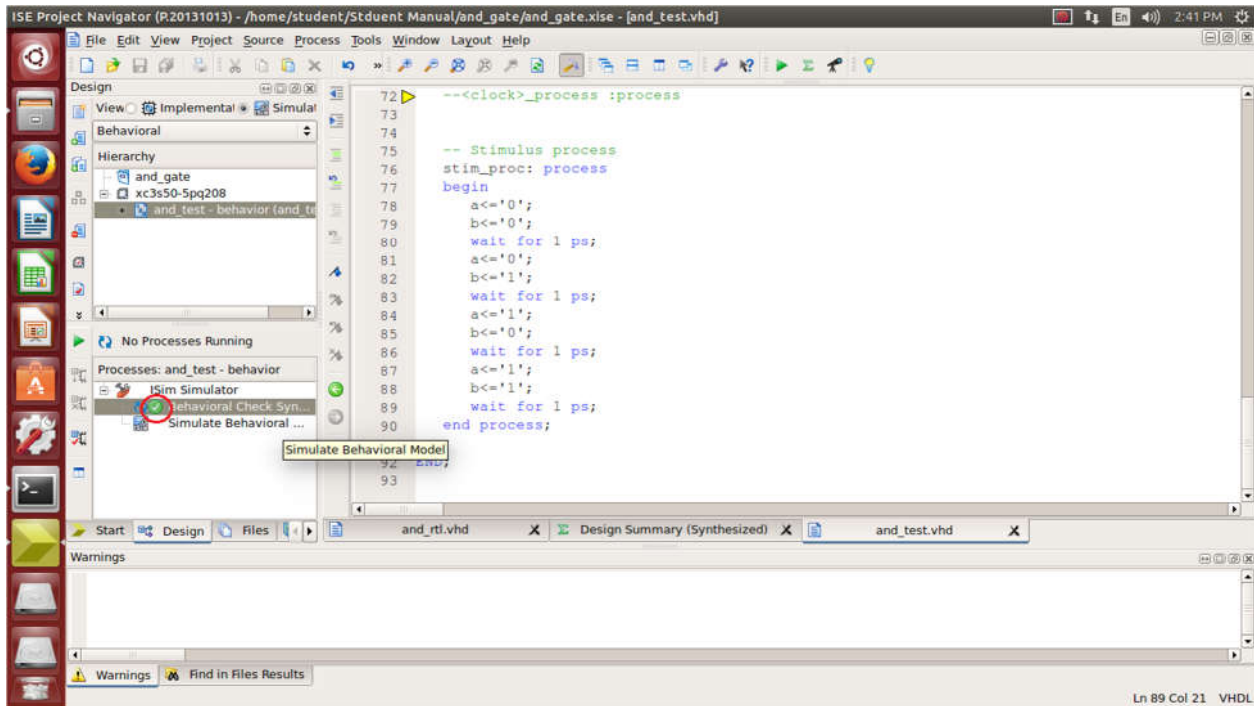 ISE Project Navigator (P.20131013) - /home/student/Stduent Manual/and_gate/and_gate.xise - [and_test.vhd]
En
2:41 PM
File Edit View Project Source Process Tools Window Layout Help
Design
View: Implementat Simulat
Behavioral
Hierarchy
and_gate
xc3s50-5pq208
and_test - behavior (and_te
No Processes Running
Processes: and_test - behavior
ISim Simulator
Behavioral Check Syn...
Simulate Behavioral ...
Simulate Behavioral Model
72 --<clock>_process :process
73
74
75 -- Stimulus process
76 stim_proc: process
77 begin
78 a<='0';
79 b<='0';
80 wait for 1 ps;
81 a<='0';
82 b<='1';
83 wait for 1 ps;
84 a<='1';
85 b<='0';
86 wait for 1 ps;
87 a<='1';
88 b<='1';
89 wait for 1 ps;
90 end process;
92 END;
93
Start Design Files
and_rtl.vhd
Design Summary (Synthesized)
and_test.vhd
Warnings
Warnings Find in Files Results
Ln 89 Col 21 VHDL